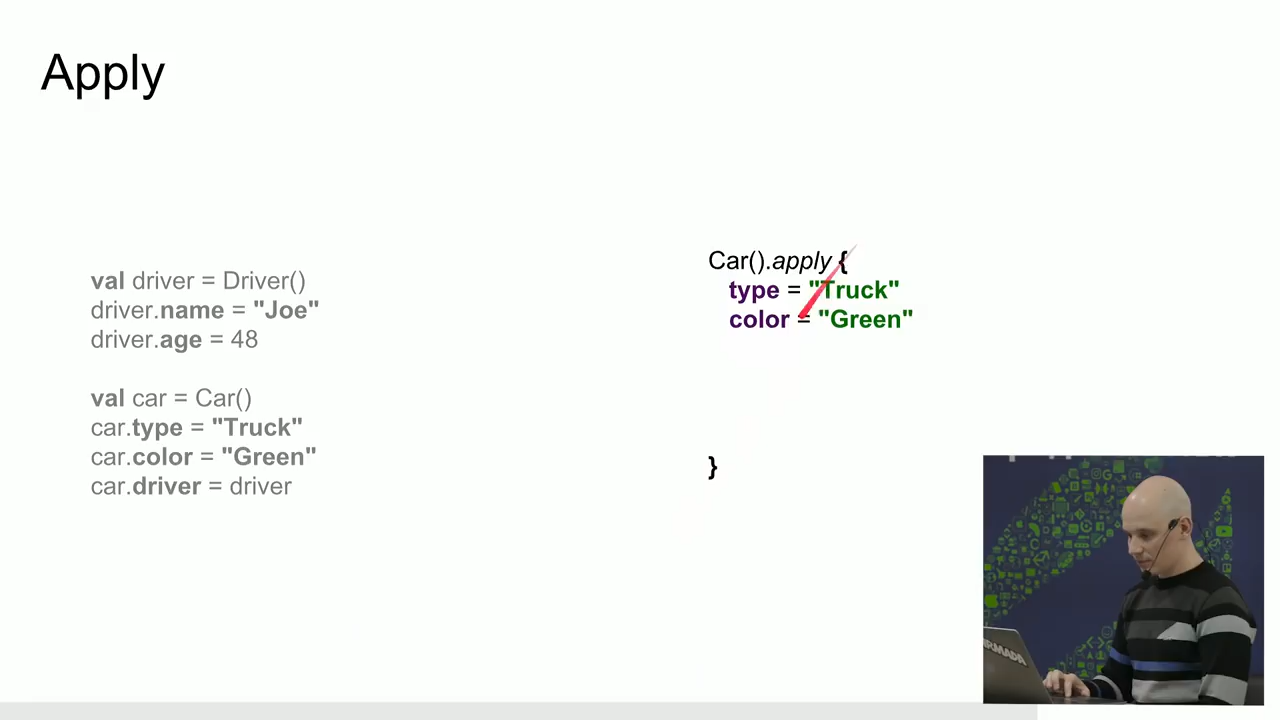 Apply
val driver = Driver()
driver.name = "Joe"
driver.age = 48
val car = Car()
car.type = "Truck"
car.color = "Green"
car.driver = driver
Car().apply {
type = "Truck"
color = "Green"
}
ARMADA